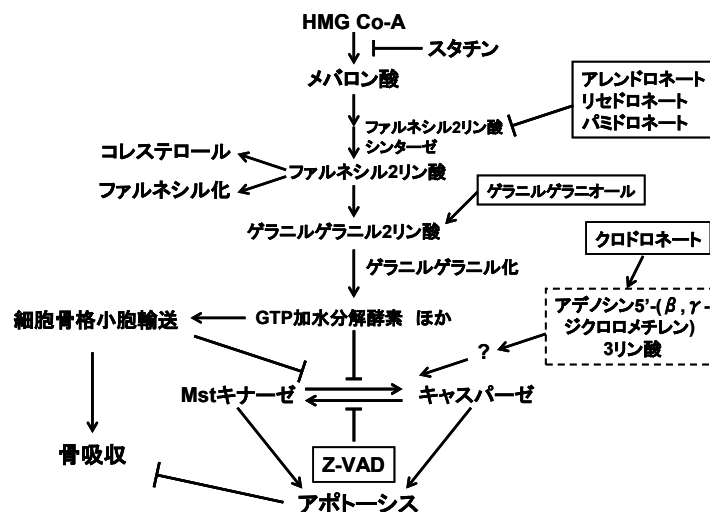 HMG Co-A
スタチン
メバロン酸
アレンドロネート
リセドロネート
パミドロネート
ファルネシル2リン酸
シンターゼ
コレステロール
ファルネシル2リン酸
ファルネシル化
ゲラニルゲラニオール
ゲラニルゲラニル2リン酸
クロドロネート
ゲラニルゲラニル化
アデノシン5'-(β,γ-
ジクロロメチレン)
3リン酸
細胞骨格小胞輸送
GTP加水分解酵素 ほか
?
Mstキナーゼ
キャスパーゼ
骨吸収
Z-VAD
アポトーシス